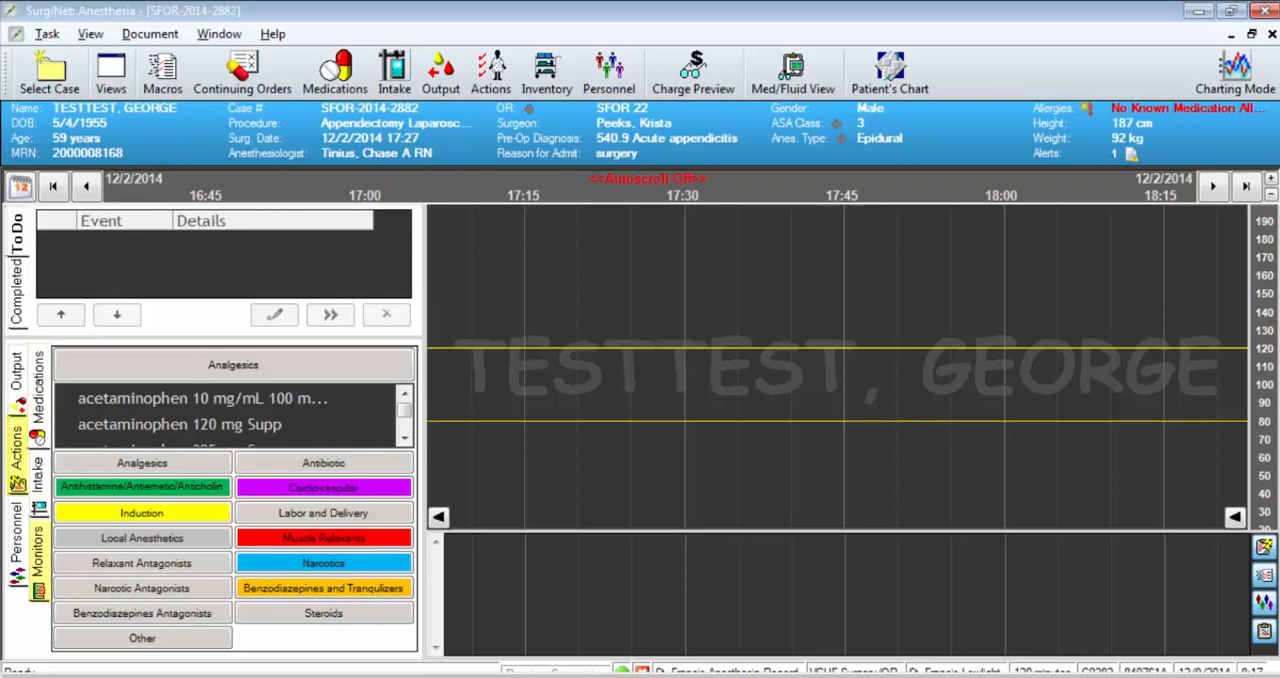 SurgiNet: Anesthesia - [SFOR-2014-2882]
Task View Document Window Help
Select Case Views Macros Continuing Orders Medications Intake Output Actions Inventory Personnel Charge Preview Med/Fluid View Patient's Chart Charting Mode
Name: TESTTEST, GEORGE Case #: SFOR-2014-2882 OR: SFOR 22 Gender: Male Allergies: No Known Medication All...
DOB: 5/4/1955 Procedure: Appendectomy Laparosc... Surgeon: Peeks, Krista ASA Class: 3 Height: 187 cm
Age: 59 years Surg. Date: 12/2/2014 17:27 Pre-Op Diagnosis: 540.9 Acute appendicitis Anes. Type: Epidural Weight: 92 kg
MRN: 2000008168 Anesthesiologist: Tinius, Chase A RN Reason for Admit: surgery Alerts: 1
12 12/2/2014 <<Autoscroll Off>> 12/2/2014
16:45 17:00 17:15 17:30 17:45 18:00 18:15
To Do
Completed
Event Details
Output
Actions
Personnel
Medications
Intake
Monitors
Analgesics
acetaminophen 10 mg/mL 100 m...
acetaminophen 120 mg Supp
Analgesics Antibiotic
Antihistamine/Antiemetic/Anticholin Cardiovascular
Induction Labor and Delivery
Local Anesthetics Muscle Relaxants
Relaxant Antagonists Narcotics
Narcotic Antagonists Benzodiazepines and Tranqulizers
Benzodiazepines Antagonists Steroids
Other
TESTTEST, GEORGE
190
180
170
160
150
140
130
120
110
100
90
80
70
60
50
40
30
20